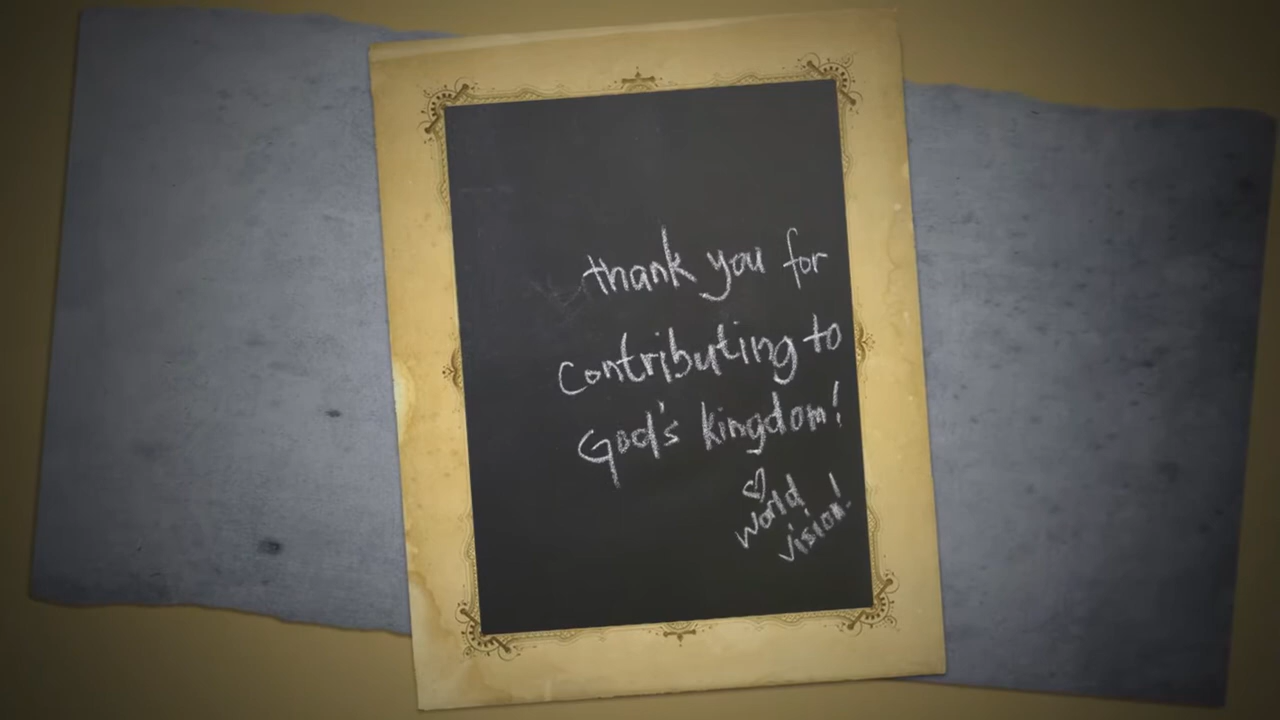 thank you for
contributing to
God's kingdom!
♡ world
vision!